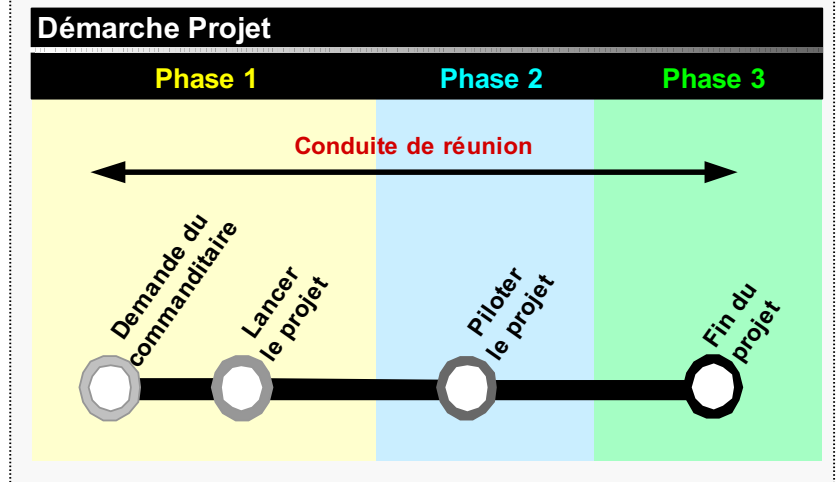 Démarche Projet
Phase 1
Phase 2
Phase 3
Conduite de réunion
Demande du
commanditaire
Lancer
le projet
Piloter
le projet
Fin du
projet